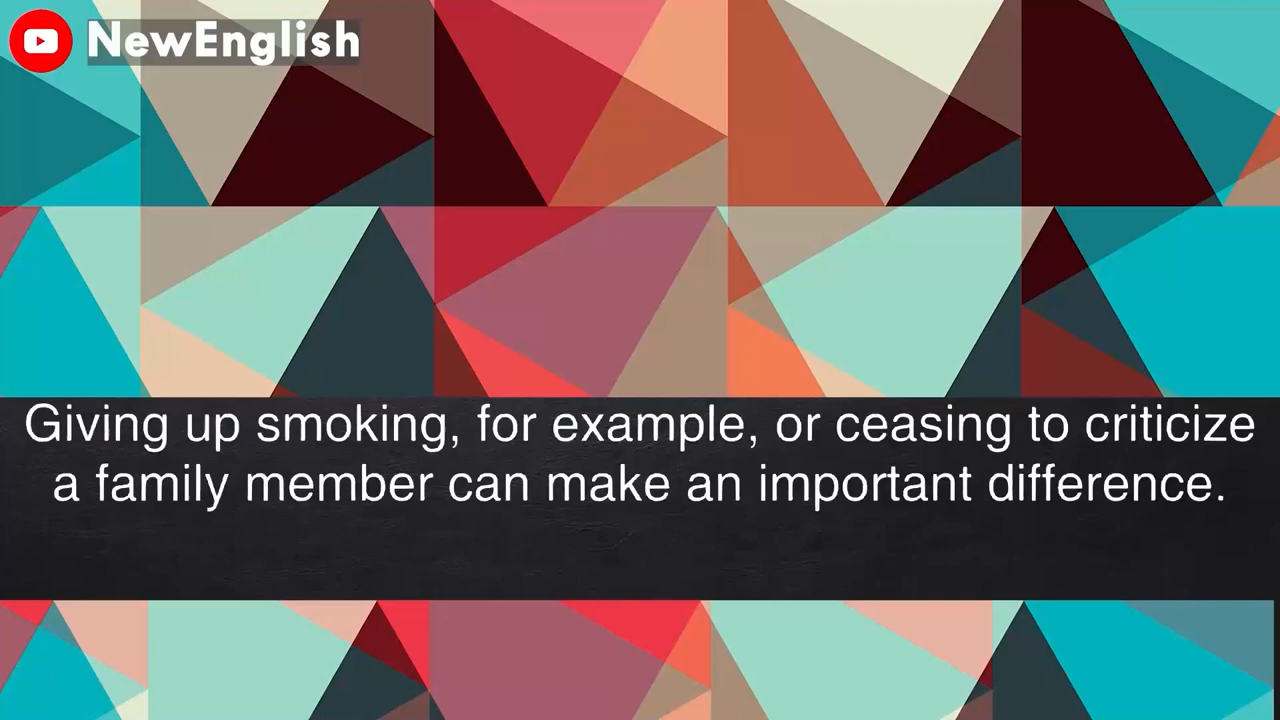 NewEnglish
Giving up smoking, for example, or ceasing to criticize
a family member can make an important difference.